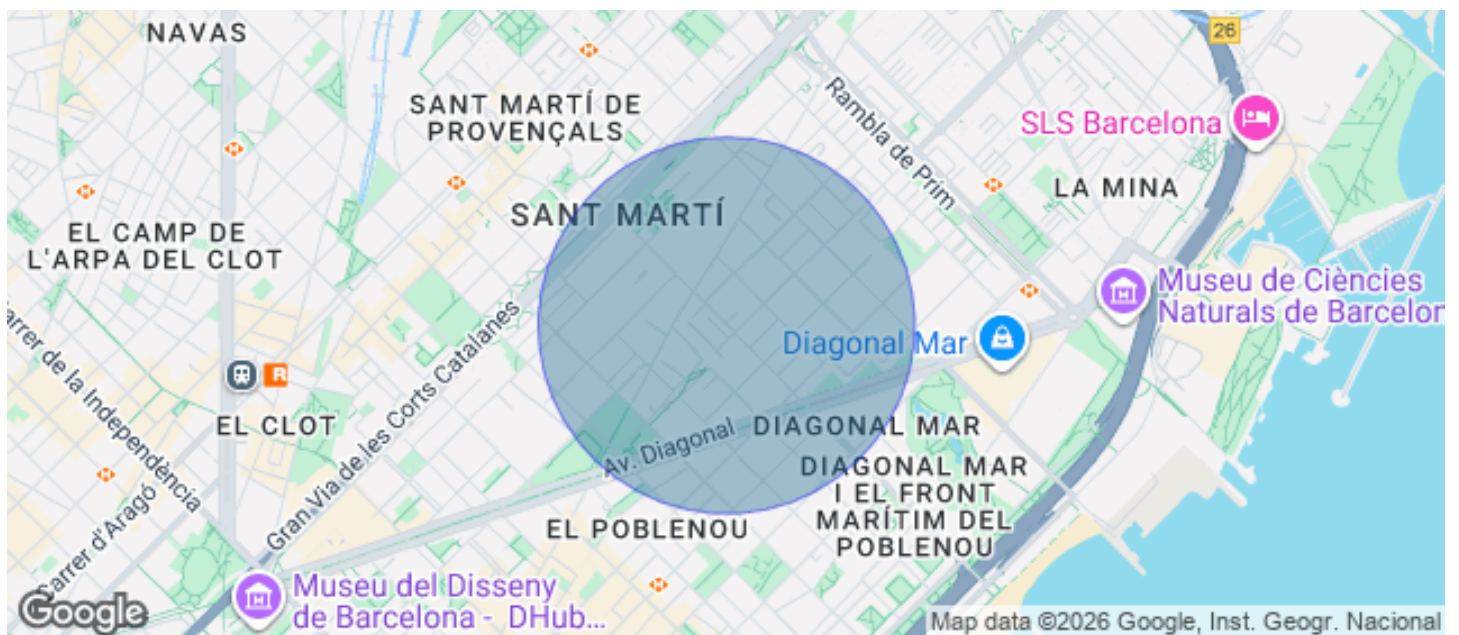 NAVAS
26
SANT MARTÍ DE
PROVENÇALS
Rambla de Prim
SLS Barcelona
LA MINA
SANT MARTÍ
EL CAMP DE
L'ARPA DEL CLOT
Museu de Ciències
Naturals de Barcelon
Diagonal Mar
Carrer de la Independència
R
Gran Via de les Corts Catalanes
EL CLOT
Av. Diagonal
DIAGONAL MAR
DIAGONAL MAR
I EL FRONT
MARÍTIM DEL
POBLENOU
EL POBLENOU
Carrer d'Aragó
Museu del Disseny
de Barcelona - DHub...
Google
Map data ©2026 Google, Inst. Geogr. Nacional